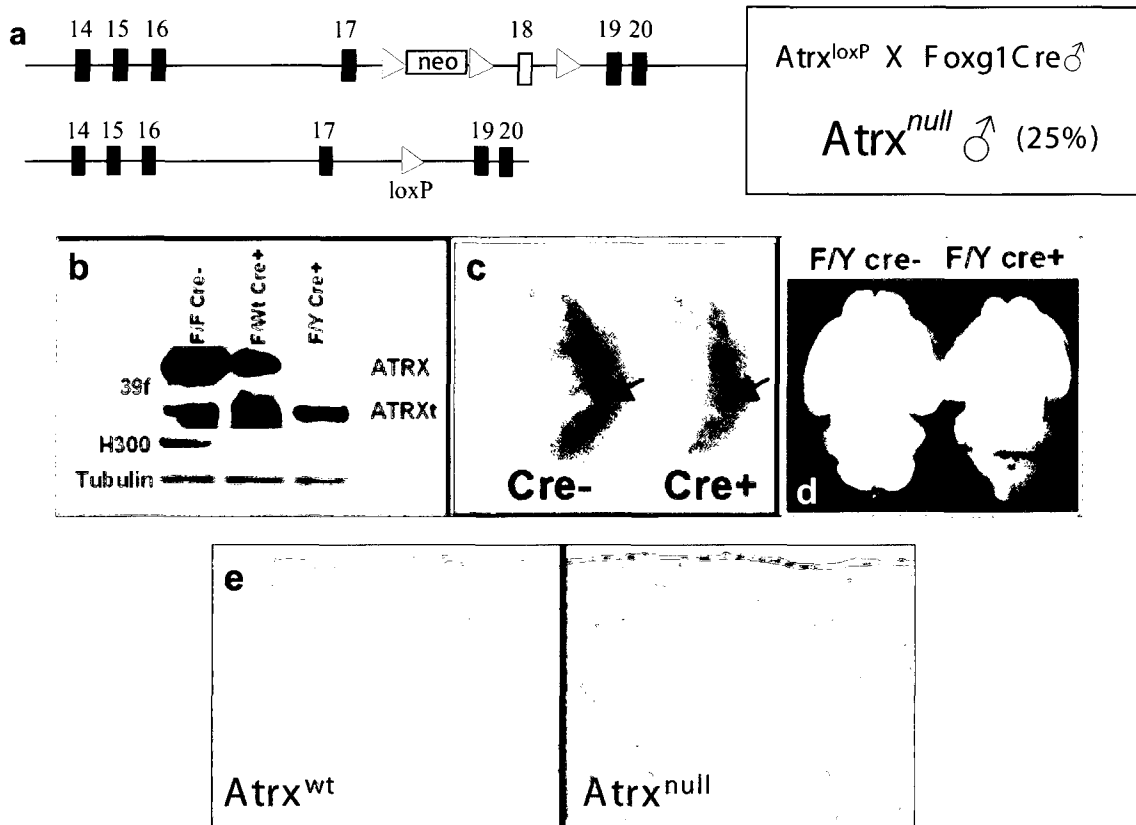 a
14 15 16 17 18 19 20
neo
14 15 16 17 19 20
loxP
Atrx^loxP X Foxg1Cre♂
Atrx^null ♂ (25%)
b
F/F Cre-
F/Wt Cre+
F/Y Cre+
39f
ATRX
ATRXt
H300
Tubulin
c
Cre- Cre+
F/Y cre- F/Y cre+
d
e
Atrx^wt Atrx^null